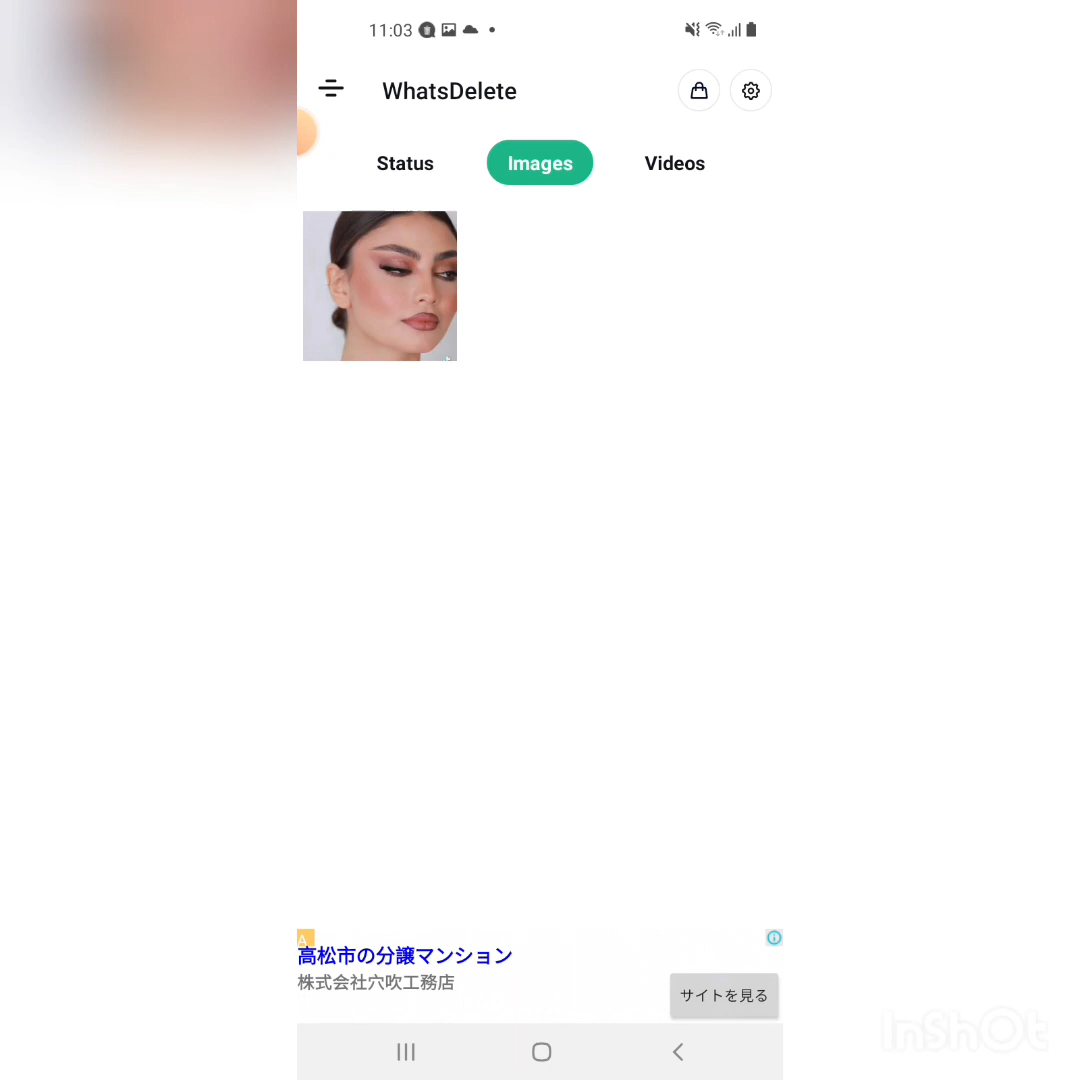 11:03
WhatsDelete
Status
Images
Videos
A
高松市の分譲マンション
株式会社穴吹工務店
サイトを見る
InShOt